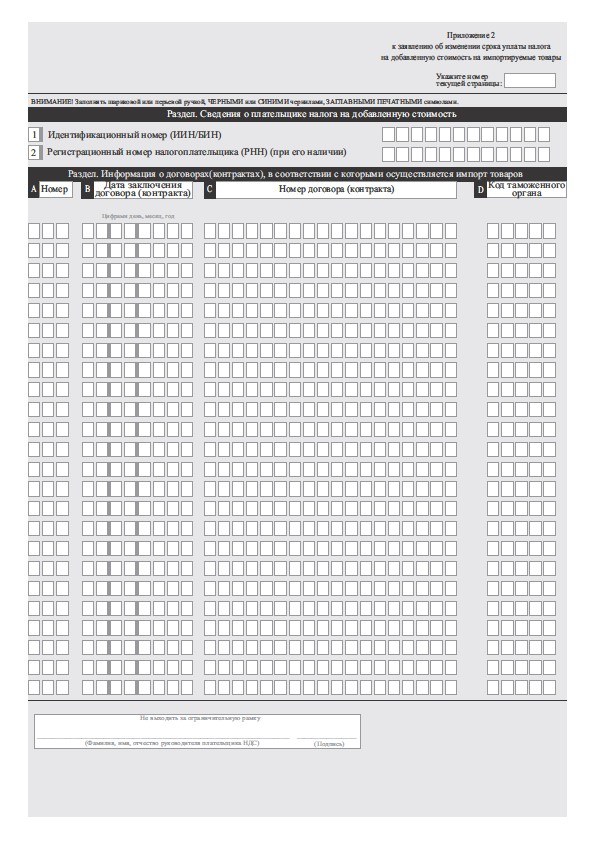 Приложение 2
к заявлению об изменении срока уплаты налога
на добавленную стоимость на импортируемые товары
Укажите номер
текущей страницы:
ВНИМАНИЕ! Заполнять шариковой или перьевой ручкой, ЧЕРНЫМИ или СИНИМИ чернилами, ЗАГЛАВНЫМИ ПЕЧАТНЫМИ символами.
Раздел. Сведения о плательщике налога на добавленную стоимость
1 Идентификационный номер (ИИН/БИН)
2 Регистрационный номер налогоплательщика (РНН) (при его наличии)
Раздел. Информация о договорах(контрактах), в соответствии с которыми осуществляется импорт товаров
A Номер B Дата заключения договора (контракта) C Номер договора (контракта) D Код таможенного органа
Цифрами день, месяц, год
Не выходить за ограничительную рамку
(Фамилия, имя, отчество руководителя плательщика НДС) (Подпись)